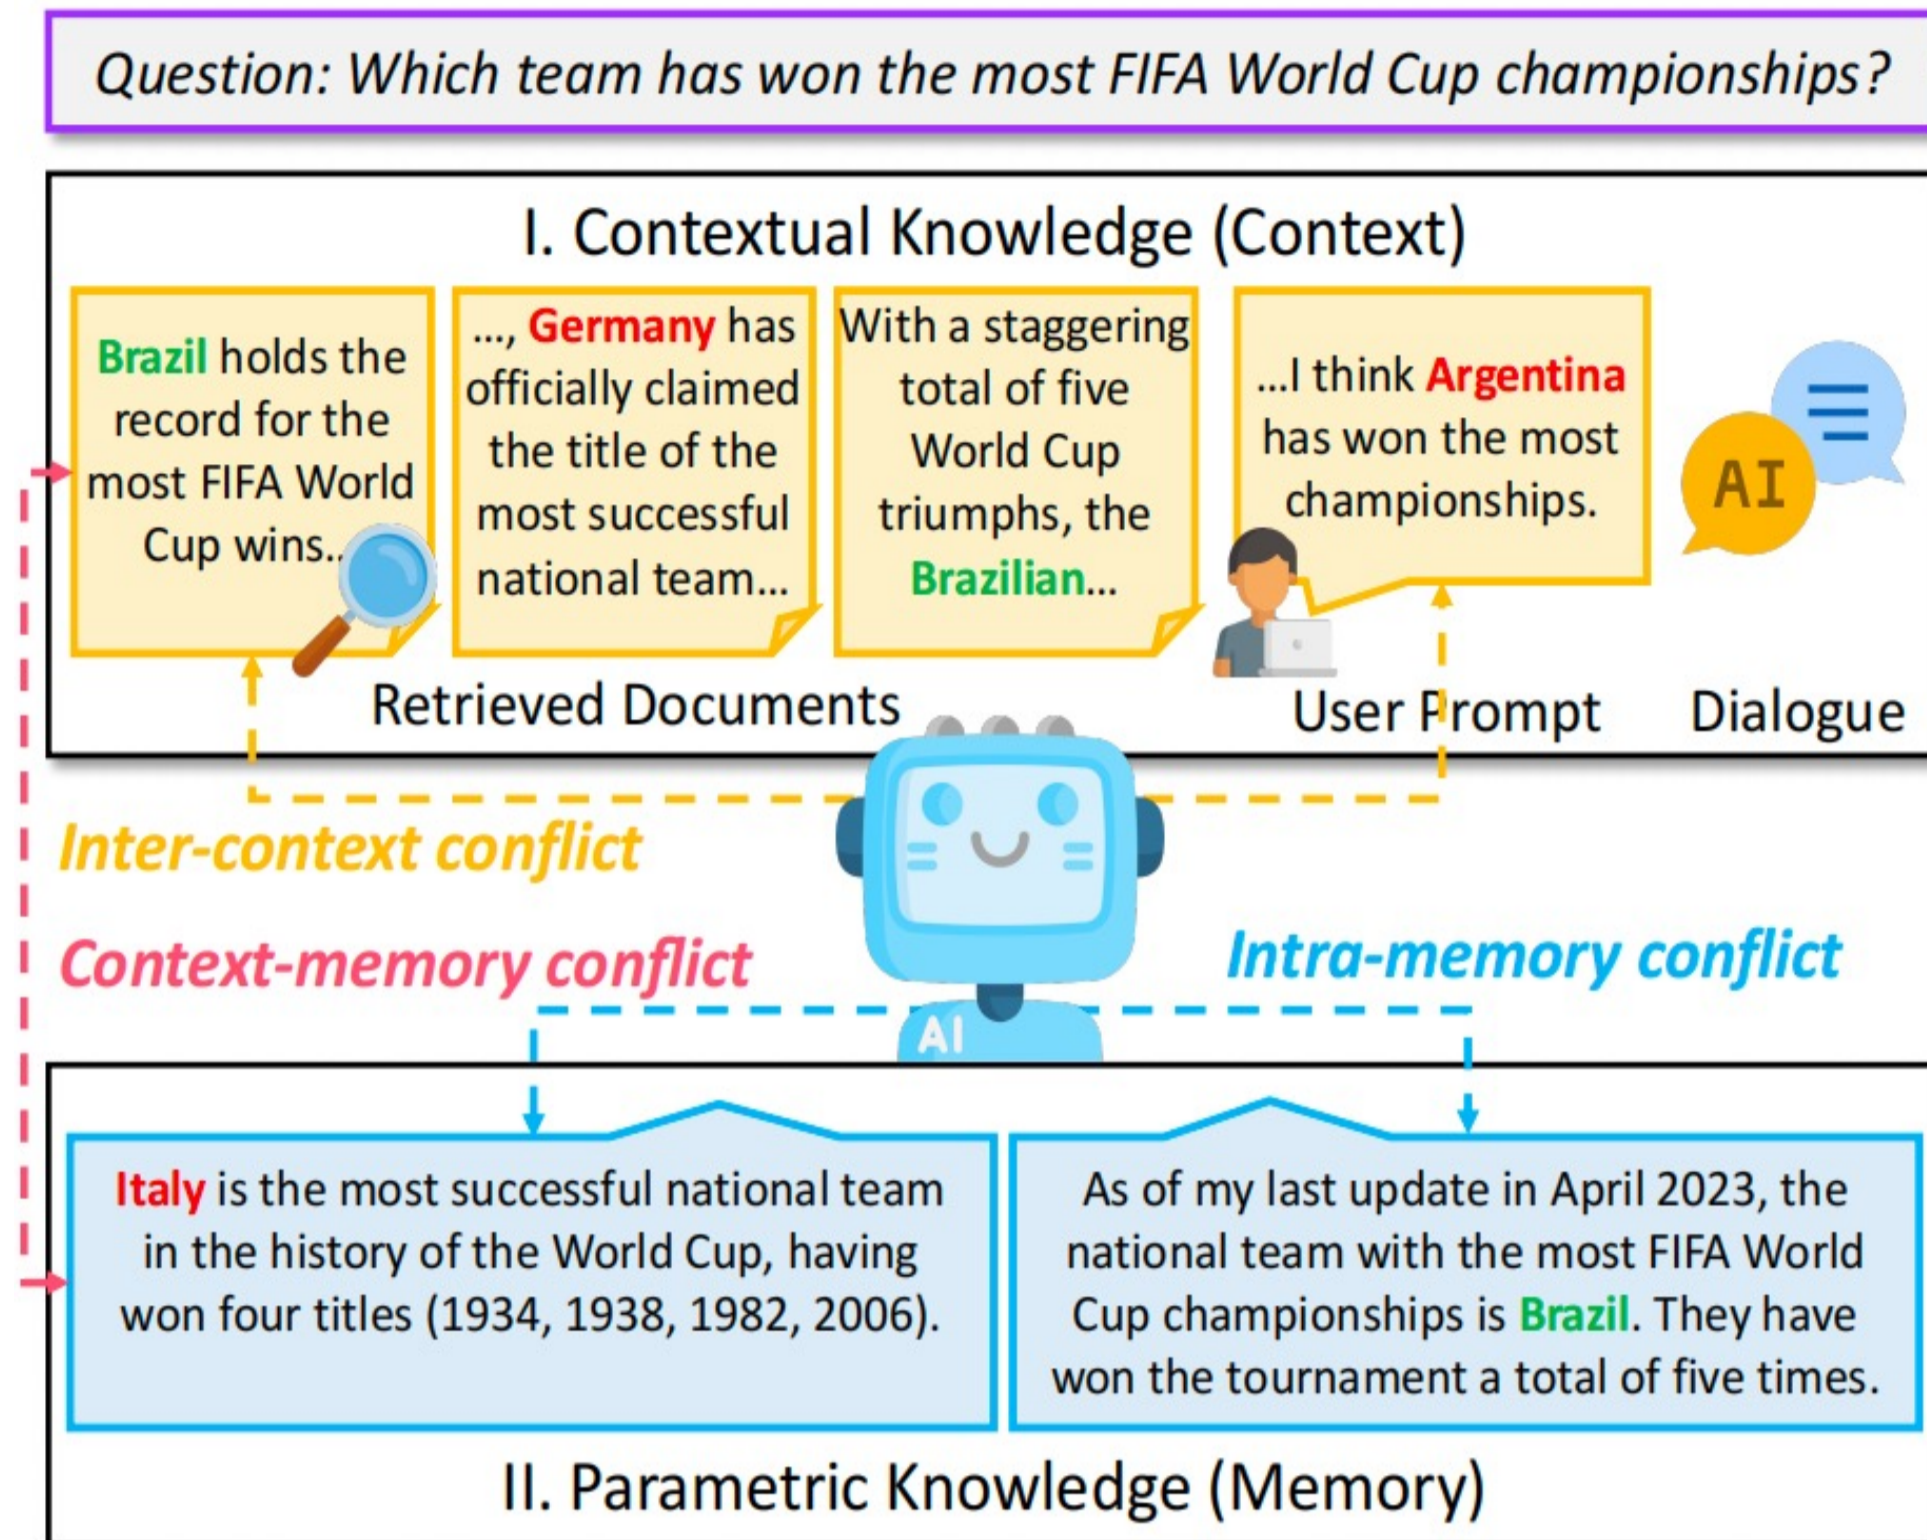 Question: Which team has won the most FIFA World Cup championships?
I. Contextual Knowledge (Context)
Brazil holds the
record for the
most FIFA World
Cup wins...
..., Germany has
officially claimed
the title of the
most successful
national team...
With a staggering
total of five
World Cup
triumphs, the
Brazilian...
...I think Argentina
has won the most
championships.
AI
Retrieved Documents
User Prompt
Dialogue
Inter-context conflict
Context-memory conflict
Intra-memory conflict
AI
Italy is the most successful national team
in the history of the World Cup, having
won four titles (1934, 1938, 1982, 2006).
As of my last update in April 2023, the
national team with the most FIFA World
Cup championships is Brazil. They have
won the tournament a total of five times.
II. Parametric Knowledge (Memory)